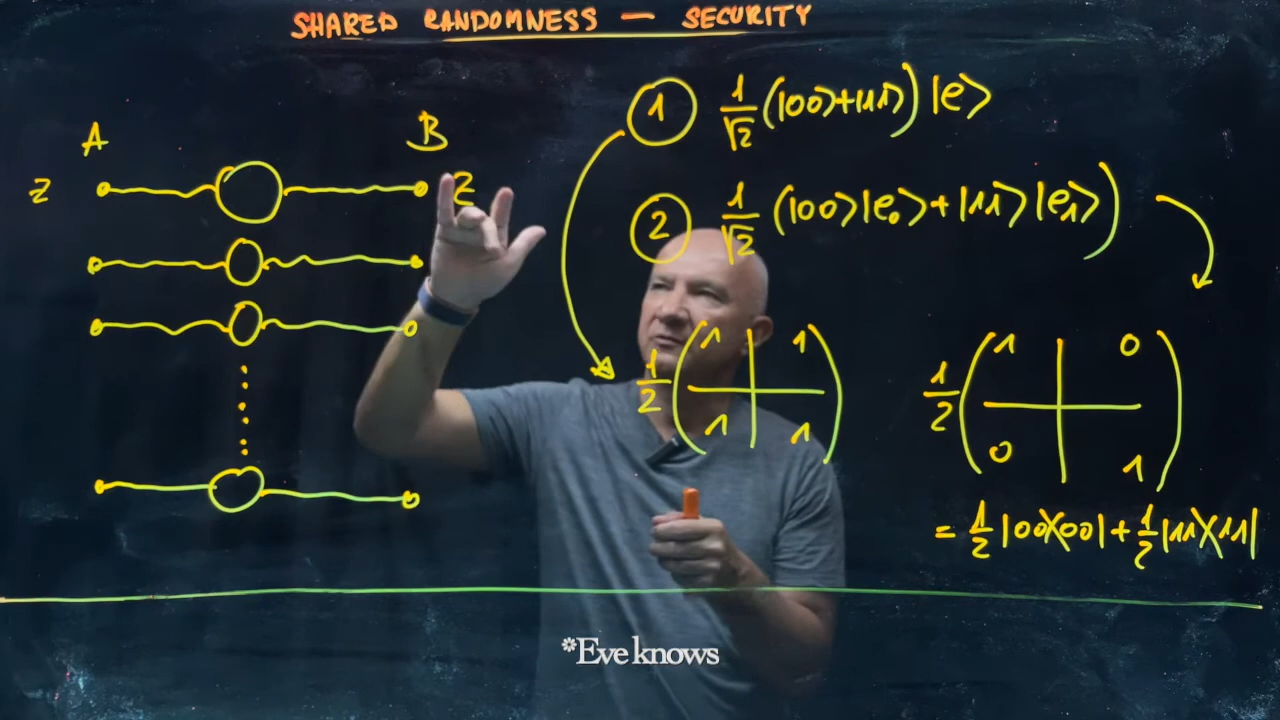 SHARED RANDOMNESS — SECURITY
A B
Z Z
1 1/√2 (|00⟩+|11⟩) |e⟩
2 1/√2 (|00⟩|e₀⟩+|11⟩|e₁⟩)
1/2 ( 1 1
1 1 )
1/2 ( 1 0
0 1 )
= 1/2 |00⟩⟨00| + 1/2 |11⟩⟨11|
*Eve knows